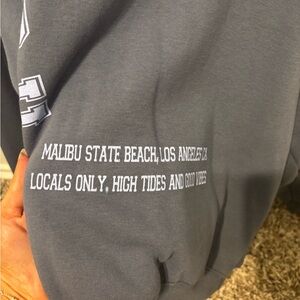 MALIBU STATE BEACH, LOS ANGELES CA
LOCALS ONLY, HIGH TIDES AND GOOD VIBES